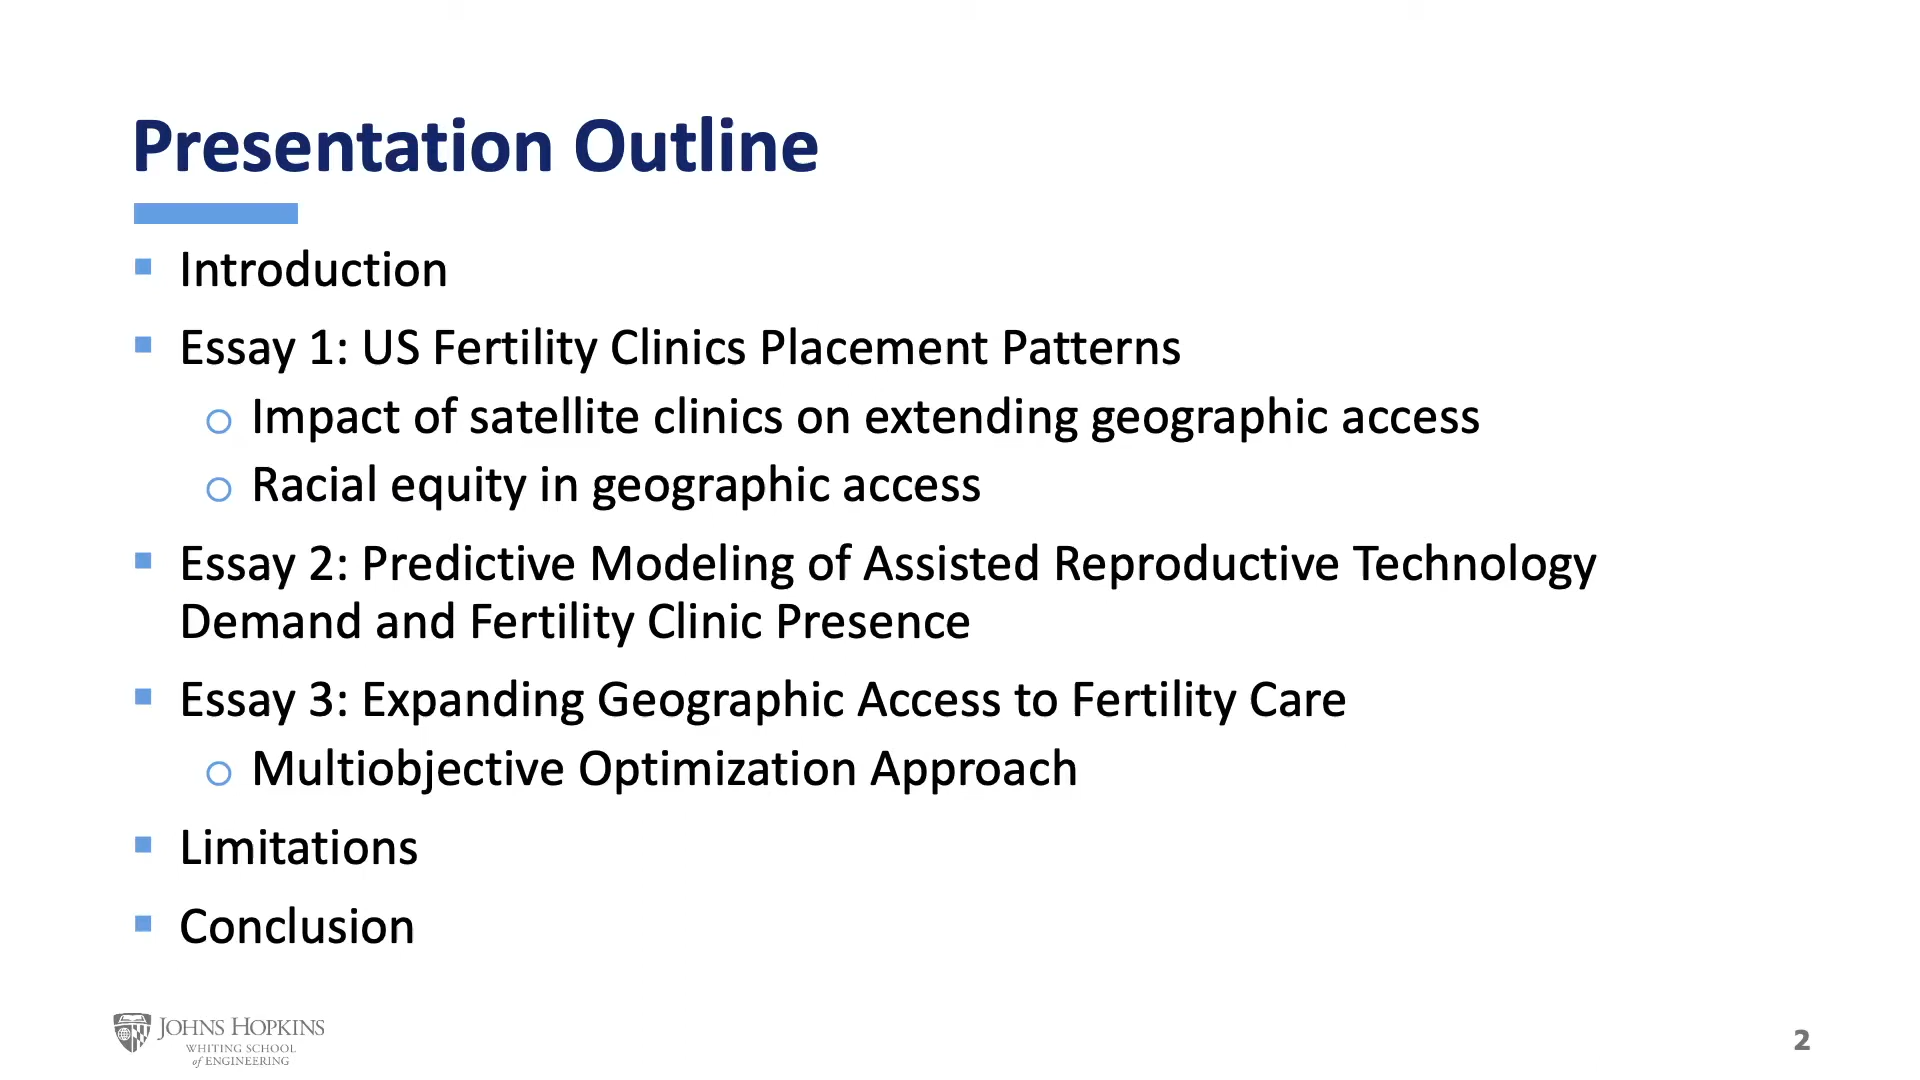 Presentation Outline
Introduction
Essay 1: US Fertility Clinics Placement Patterns
Impact of satellite clinics on extending geographic access
Racial equity in geographic access
Essay 2: Predictive Modeling of Assisted Reproductive Technology
Demand and Fertility Clinic Presence
Essay 3: Expanding Geographic Access to Fertility Care
Multiobjective Optimization Approach
Limitations
Conclusion
JOHNS HOPKINS
WHITING SCHOOL
of ENGINEERING
2